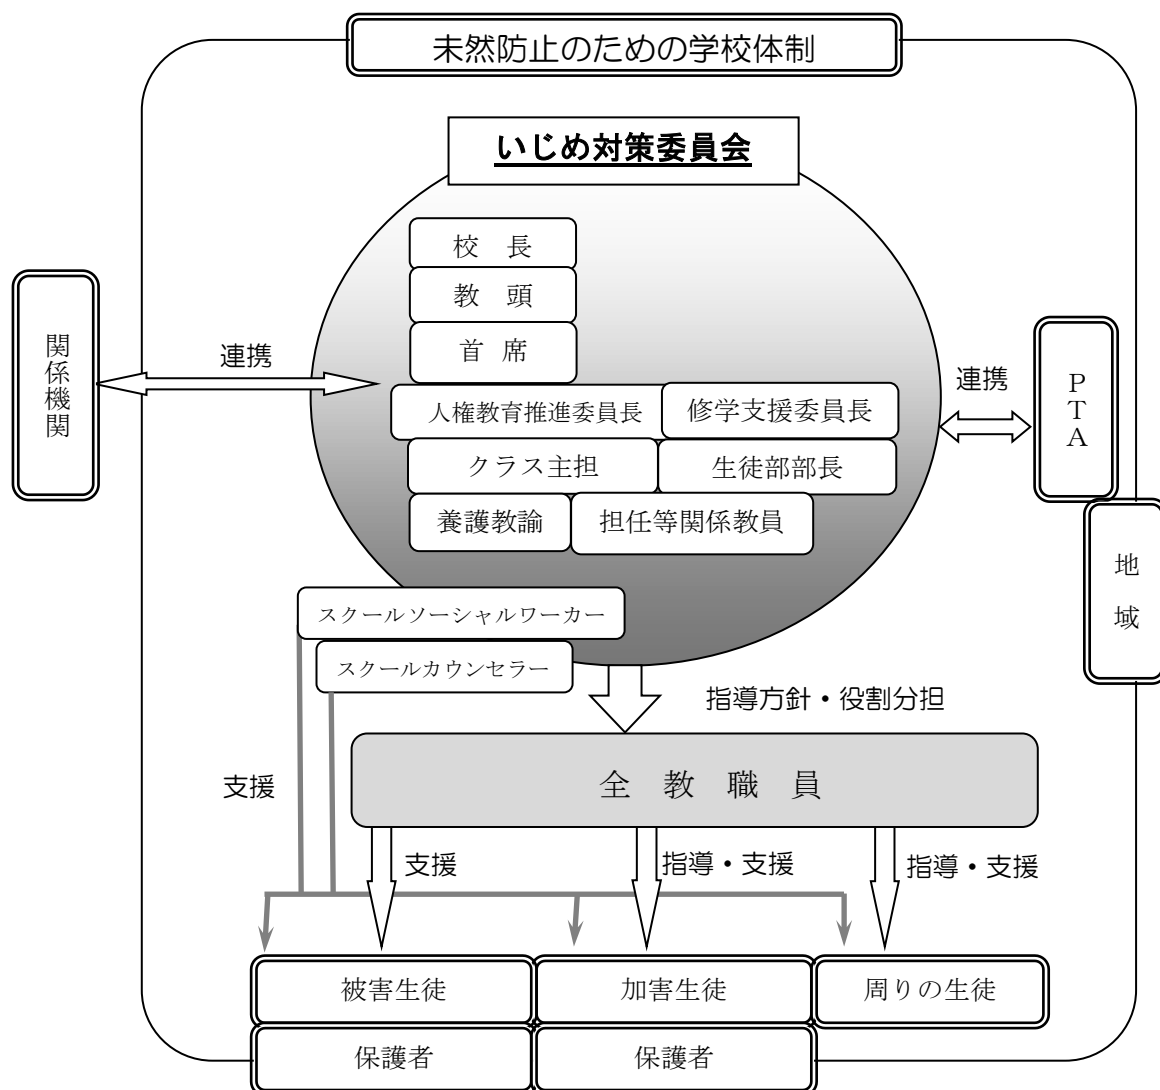 未然防止のための学校体制
いじめ対策委員会
校 長
教 頭
首 席
人権教育推進委員長
修学支援委員長
クラス主担
生徒部部長
養護教諭
担任等関係教員
関係機関
連携
連携
PTA
地域
スクールソーシャルワーカー
スクールカウンセラー
指導方針・役割分担
全 教 職 員
支援
支援
指導・支援
指導・支援
被害生徒
加害生徒
周りの生徒
保護者
保護者